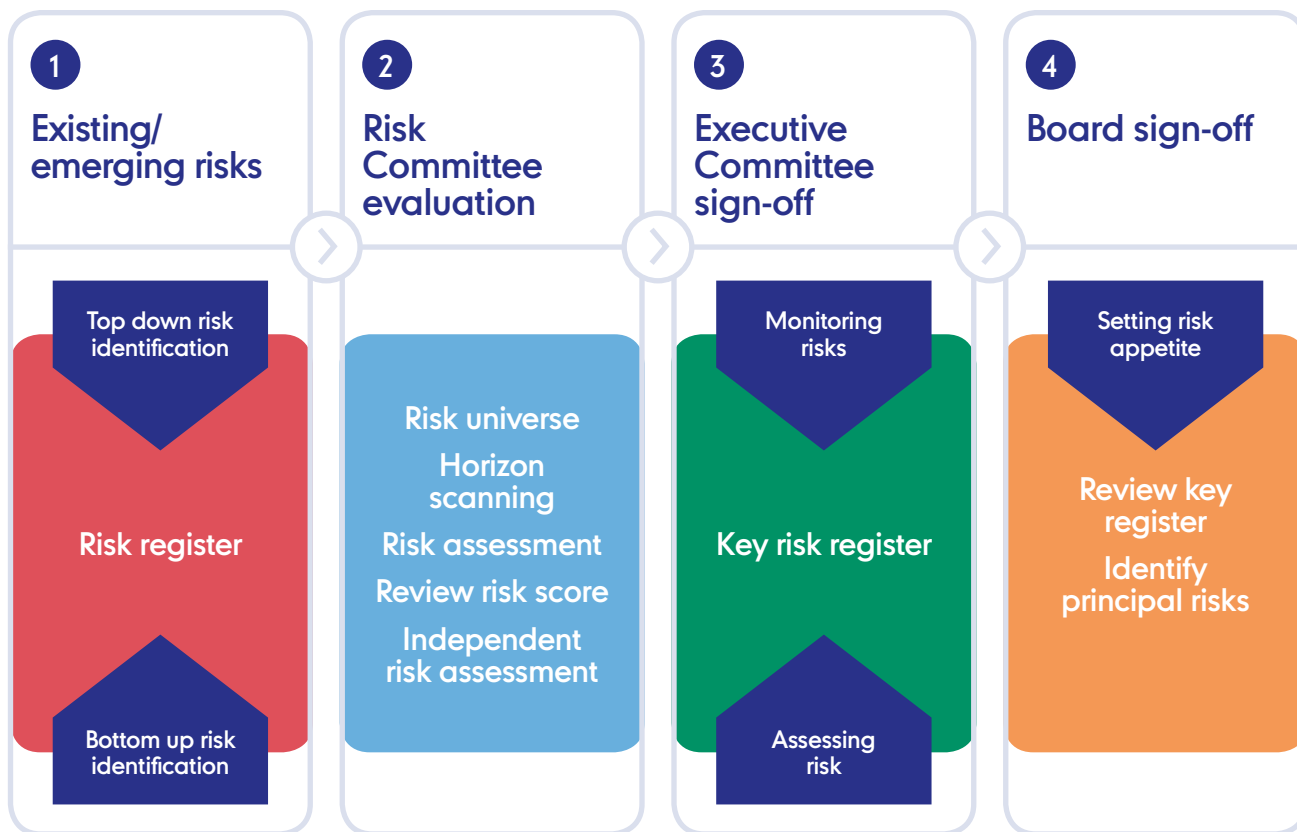 1
Existing/
emerging risks
Top down risk
identification
Risk register
Bottom up risk
identification
2
Risk
Committee
evaluation
Risk universe
Horizon
scanning
Risk assessment
Review risk score
Independent
risk assessment
3
Executive
Committee
sign-off
Monitoring
risks
Key risk register
Assessing
risk
4
Board sign-off
Setting risk
appetite
Review key
register
Identify
principal risks